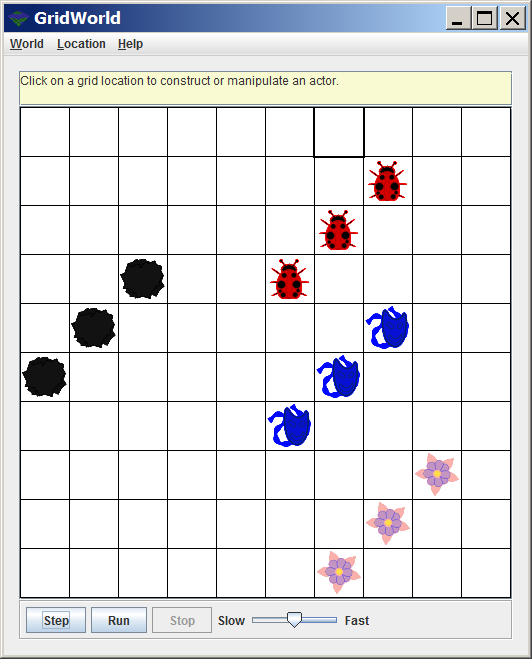 GridWorld
World Location Help
Click on a grid location to construct or manipulate an actor.
Step Run Stop Slow Fast